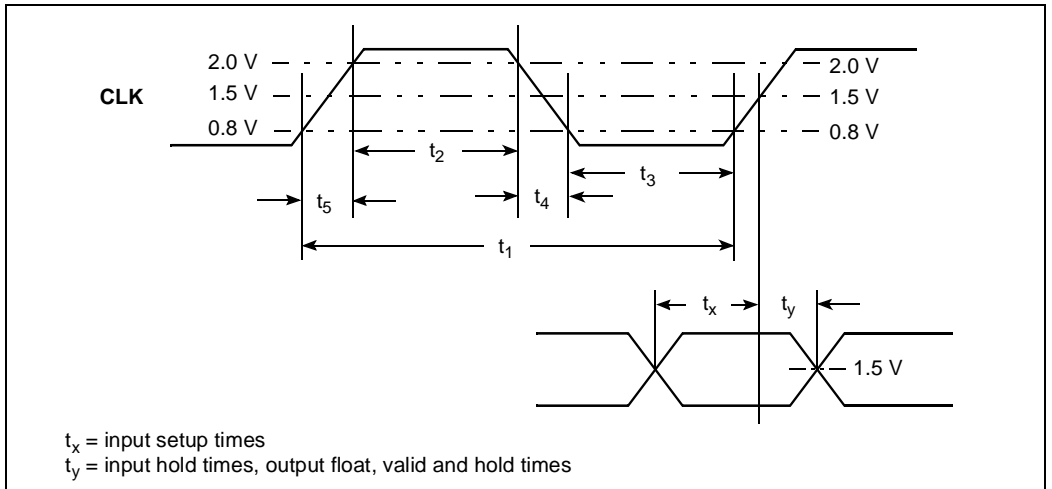 2.0 V
2.0 V
CLK
1.5 V
1.5 V
0.8 V
0.8 V
t2
t3
t5
t4
t1
tx
ty
1.5 V
tx = input setup times
ty = input hold times, output float, valid and hold times